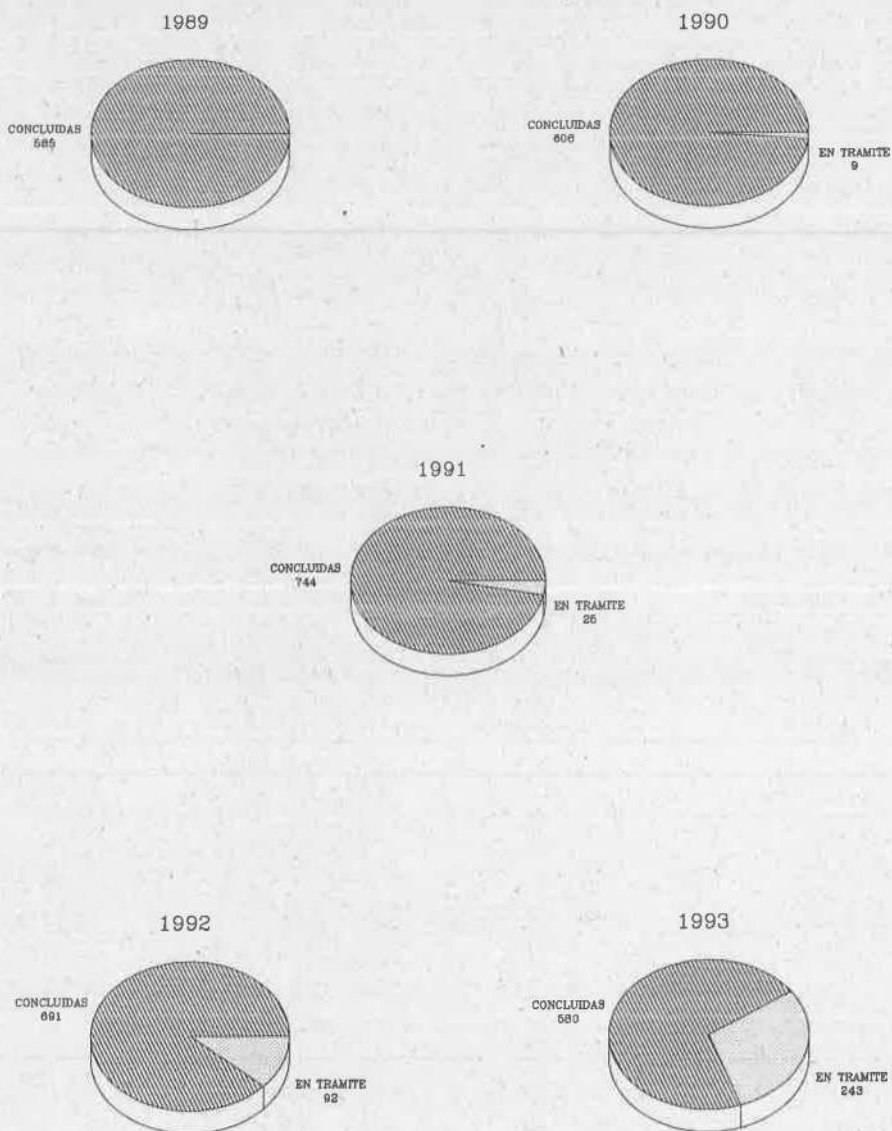 1989
CONCLUIDAS
585
1990
CONCLUIDAS
606
EN TRAMITE
9
1991
CONCLUIDAS
744
EN TRAMITE
25
1992
CONCLUIDAS
691
EN TRAMITE
92
1993
CONCLUIDAS
580
EN TRAMITE
243